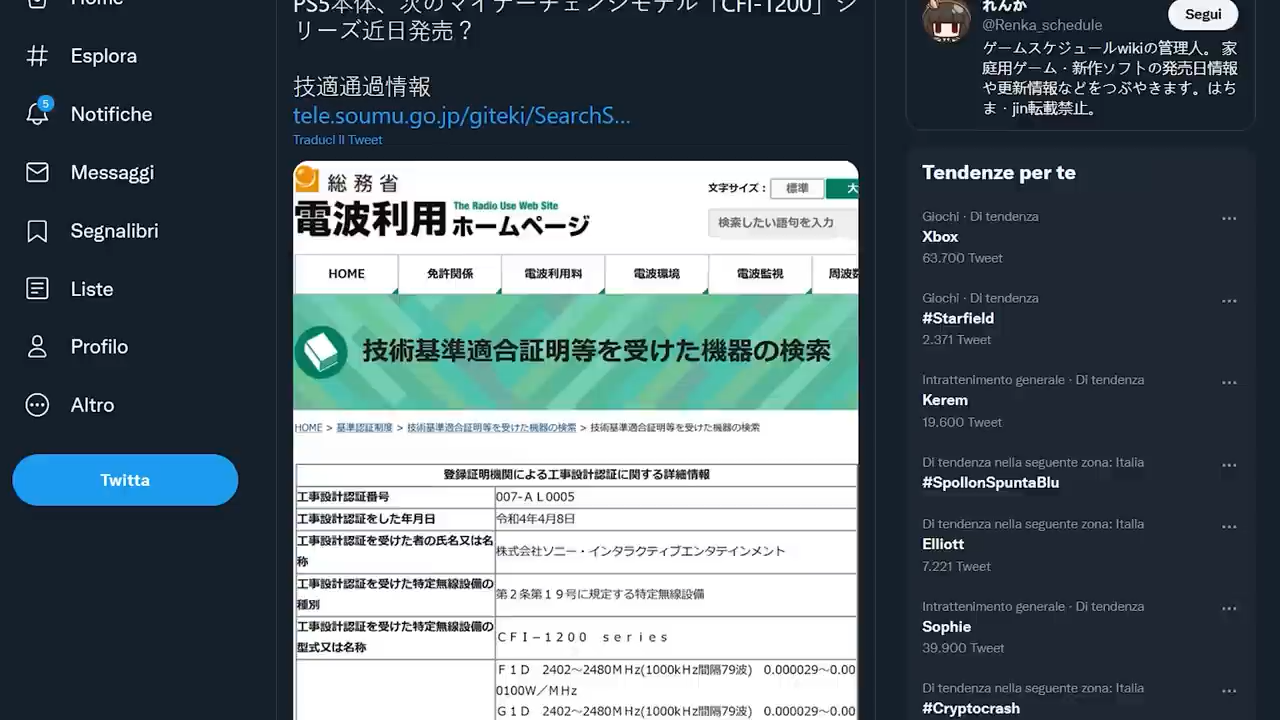 Home
Esplora
5
Notifiche
Messaggi
Segnalibri
Liste
Profilo
Altro
Twitta
PS5本体、次のマイナーチェンジモデル「CFI-1200」シ
リーズ近日発売？
技適通過情報
tele.soumu.go.jp/giteki/SearchS...
Traduci il Tweet
総務省
電波利用 The Radio Use Web Site
ホームページ
文字サイズ： 標準 大
検索したい語句を入力
HOME 免許関係 電波利用料 電波環境 電波監視 周波数
技術基準適合証明等を受けた機器の検索
HOME > 基準認証制度 > 技術基準適合証明等を受けた機器の検索 > 技術基準適合証明等を受けた機器の検索
登録証明機関による工事設計認証に関する詳細情報
工事設計認証番号 007-ＡＬ0005
工事設計認証をした年月日 令和4年4月8日
工事設計認証を受けた者の氏名又は名
称 株式会社ソニー・インタラクティブエンタテインメント
工事設計認証を受けた特定無線設備の
種別 第２条第１９号に規定する特定無線設備
工事設計認証を受けた特定無線設備の
型式又は名称 ＣＦＩ－１２００　ｓｅｒｉｅｓ
Ｆ１Ｄ　2402～2480ＭＨz(1000kHz間隔79波)　0.000029～0.00
0100W／ＭHz
Ｇ１Ｄ　2402～2480ＭＨz(1000kHz間隔79波)　0.000029～0.00
れんか
@Renka_schedule
Segui
ゲームスケジュールwikiの管理人。 家
庭用ゲーム・新作ソフトの発売日情報
や更新情報などをつぶやきます。はち
ま・jin転載禁止。
Tendenze per te
Giochi · Di tendenza
Xbox
63.700 Tweet
Giochi · Di tendenza
#Starfield
2.371 Tweet
Intrattenimento generale · Di tendenza
Kerem
19.600 Tweet
Di tendenza nella seguente zona: Italia
#SpollonSpuntaBlu
Di tendenza nella seguente zona: Italia
Elliott
7.221 Tweet
Intrattenimento generale · Di tendenza
Sophie
39.900 Tweet
Di tendenza nella seguente zona: Italia
#Cryptocrash